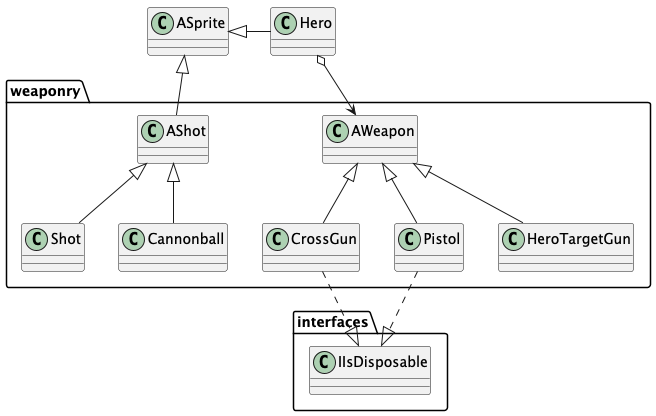 C ASprite
C Hero
weaponry
C AShot
C AWeapon
C Shot
C Cannonball
C CrossGun
C Pistol
C HeroTargetGun
interfaces
C IIsDisposable